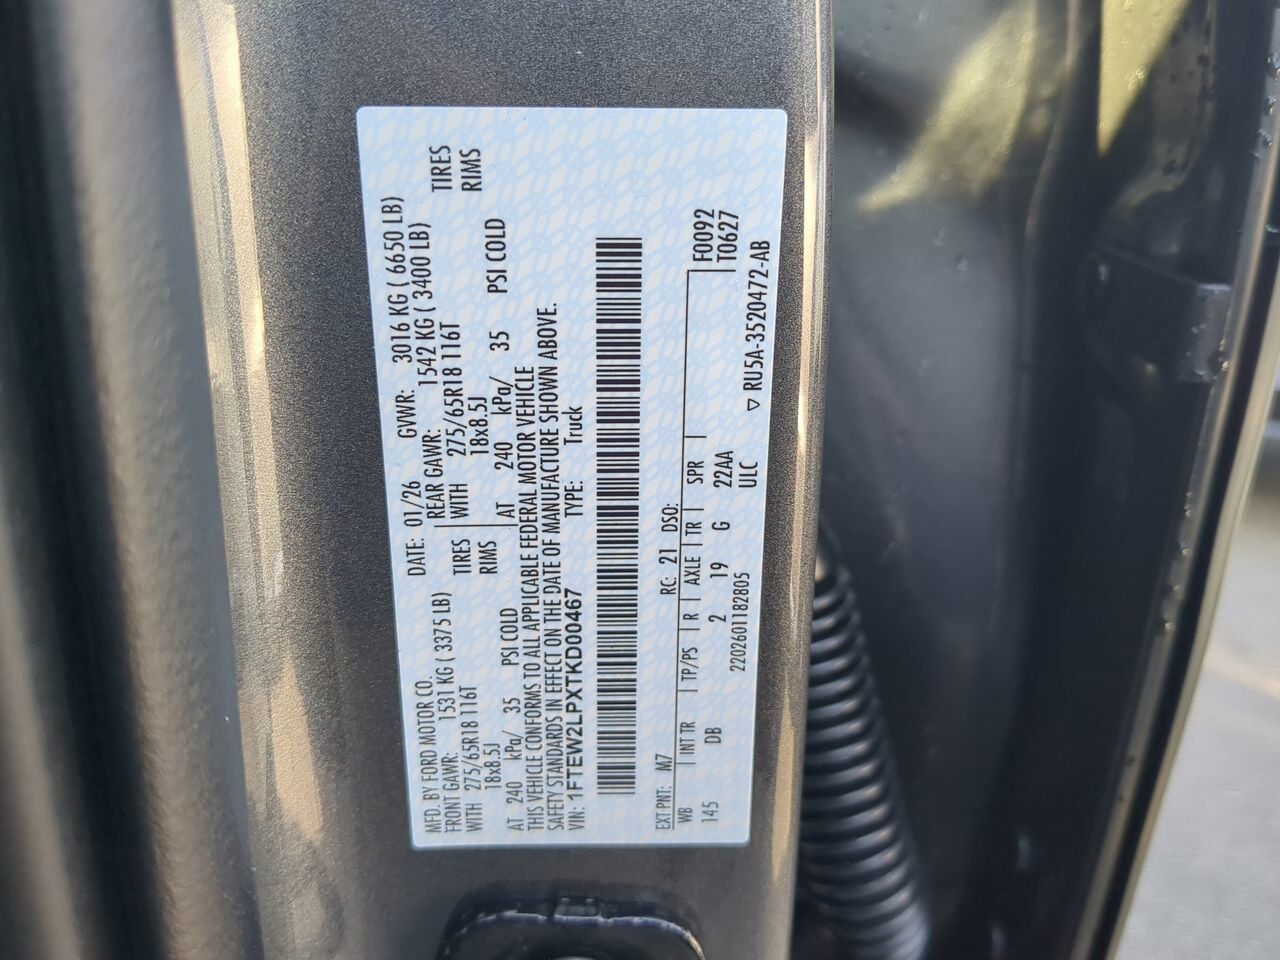 MFD. BY FORD MOTOR CO. DATE: 01/26 GVWR: 3016 KG ( 6650 LB)
FRONT GAWR: 1531 KG ( 3375 LB) REAR GAWR: 1542 KG ( 3400 LB)
WITH 275/65R18 116T TIRES WITH 275/65R18 116T TIRES
18x8.5J RIMS 18x8.5J RIMS
AT 240 kPa/ 35 PSI COLD AT 240 kPa/ 35 PSI COLD
THIS VEHICLE CONFORMS TO ALL APPLICABLE FEDERAL MOTOR VEHICLE
SAFETY STANDARDS IN EFFECT ON THE DATE OF MANUFACTURE SHOWN ABOVE.
VIN: 1FTEW2LPXTKD00467 TYPE: Truck
EXT PNT: M7 RC: 21 DSO:
WB INT TR TP/PS R AXLE TR SPR F0092
145 DB 2 19 G 22AA T0627
2202601182805 ULC
▽ RU5A-3520472-AB